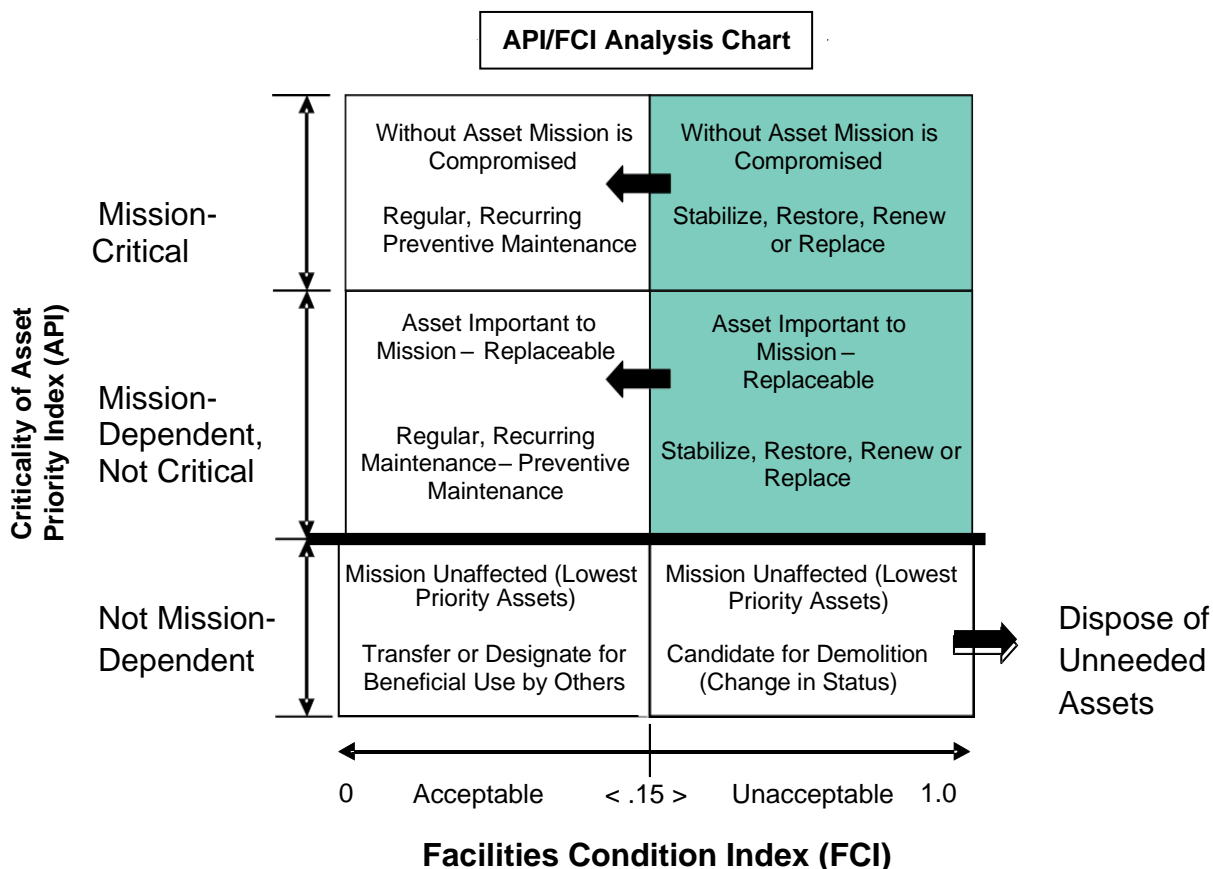 API/FCI Analysis Chart
Criticality of Asset
Priority Index (API)
Mission-
Critical
Without Asset Mission is
Compromised
Regular, Recurring
Preventive Maintenance
Without Asset Mission is
Compromised
Stabilize, Restore, Renew
or Replace
Mission-
Dependent,
Not Critical
Asset Important to
Mission – Replaceable
Regular, Recurring
Maintenance – Preventive
Maintenance
Asset Important to
Mission –
Replaceable
Stabilize, Restore, Renew or
Replace
Not Mission-
Dependent
Mission Unaffected (Lowest
Priority Assets)
Transfer or Designate for
Beneficial Use by Others
Mission Unaffected (Lowest
Priority Assets)
Candidate for Demolition
(Change in Status)
Dispose of
Unneeded
Assets
0 Acceptable < .15 > Unacceptable 1.0
Facilities Condition Index (FCI)